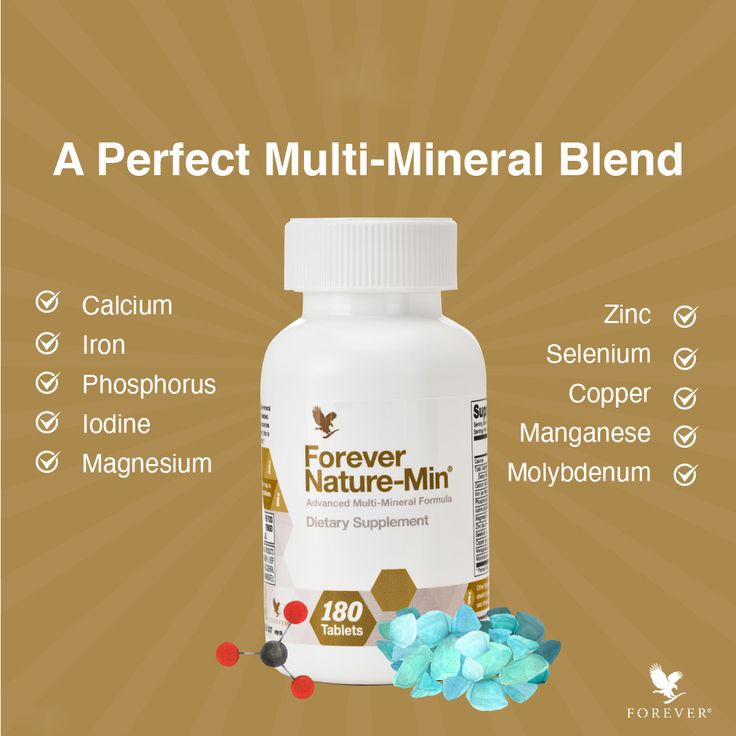 A Perfect Multi-Mineral Blend
Calcium
Iron
Phosphorus
Iodine
Magnesium
Zinc
Selenium
Copper
Manganese
Molybdenum
Forever
Nature-Min®
Advanced Multi-Mineral Formula
Dietary Supplement
180
Tablets
FOREVER®